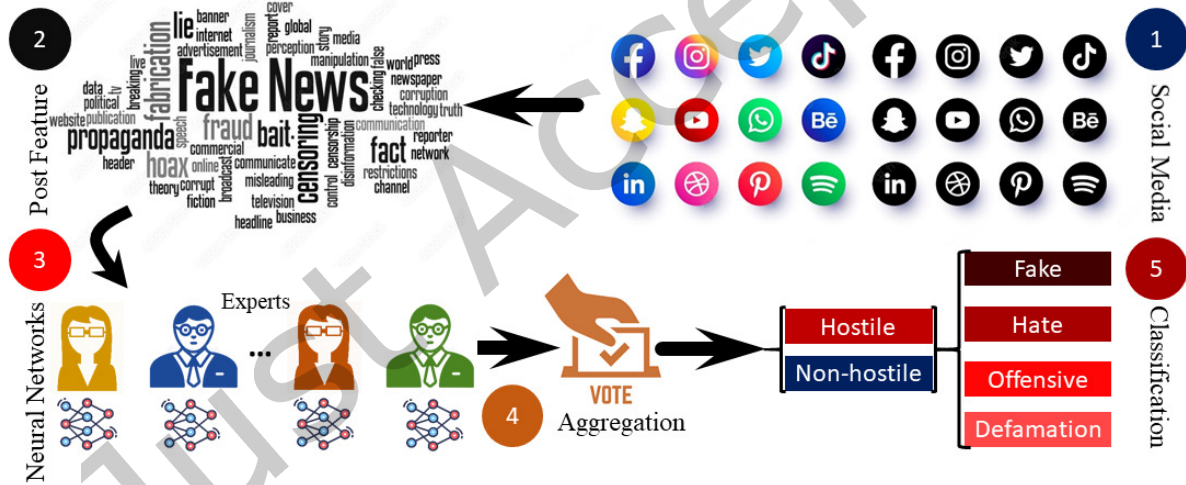 1
Social Media
Bē
Bē
in
in
2
Post Feature
lie
banner
internet
advertisement
journalism
cover
report
global
perception
story
media
manipulation
false
checking
world
press
newspaper
corruption
technology
truth
data
live
tv
breaking
political
website
publication
fabrication
Fake News
propaganda
speech
fraud
bait
censoring
communication
commercial
header
hoax
online
communicate
fact
reporter
network
theory
corrupt
broadcast
misleading
control
censorship
disinformation
restrictions
channel
fiction
television
headline
business
3
Neural Networks
Experts
...
4
VOTE
Aggregation
5
Classification
Hostile
Non-hostile
Fake
Hate
Offensive
Defamation